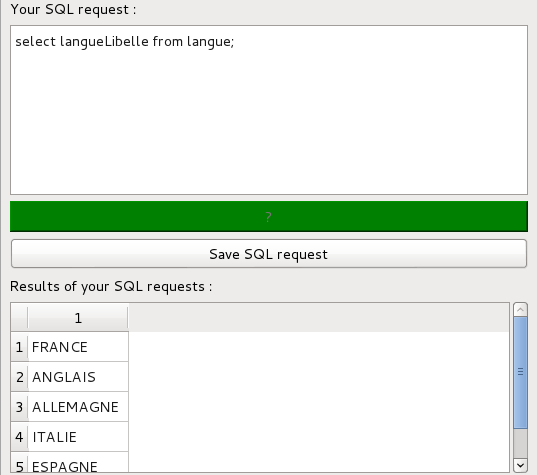 Your SQL request :
select langueLibelle from langue;
?
Save SQL request
Results of your SQL requests :
1
1 FRANCE
2 ANGLAIS
3 ALLEMAGNE
4 ITALIE
5 ESPAGNE